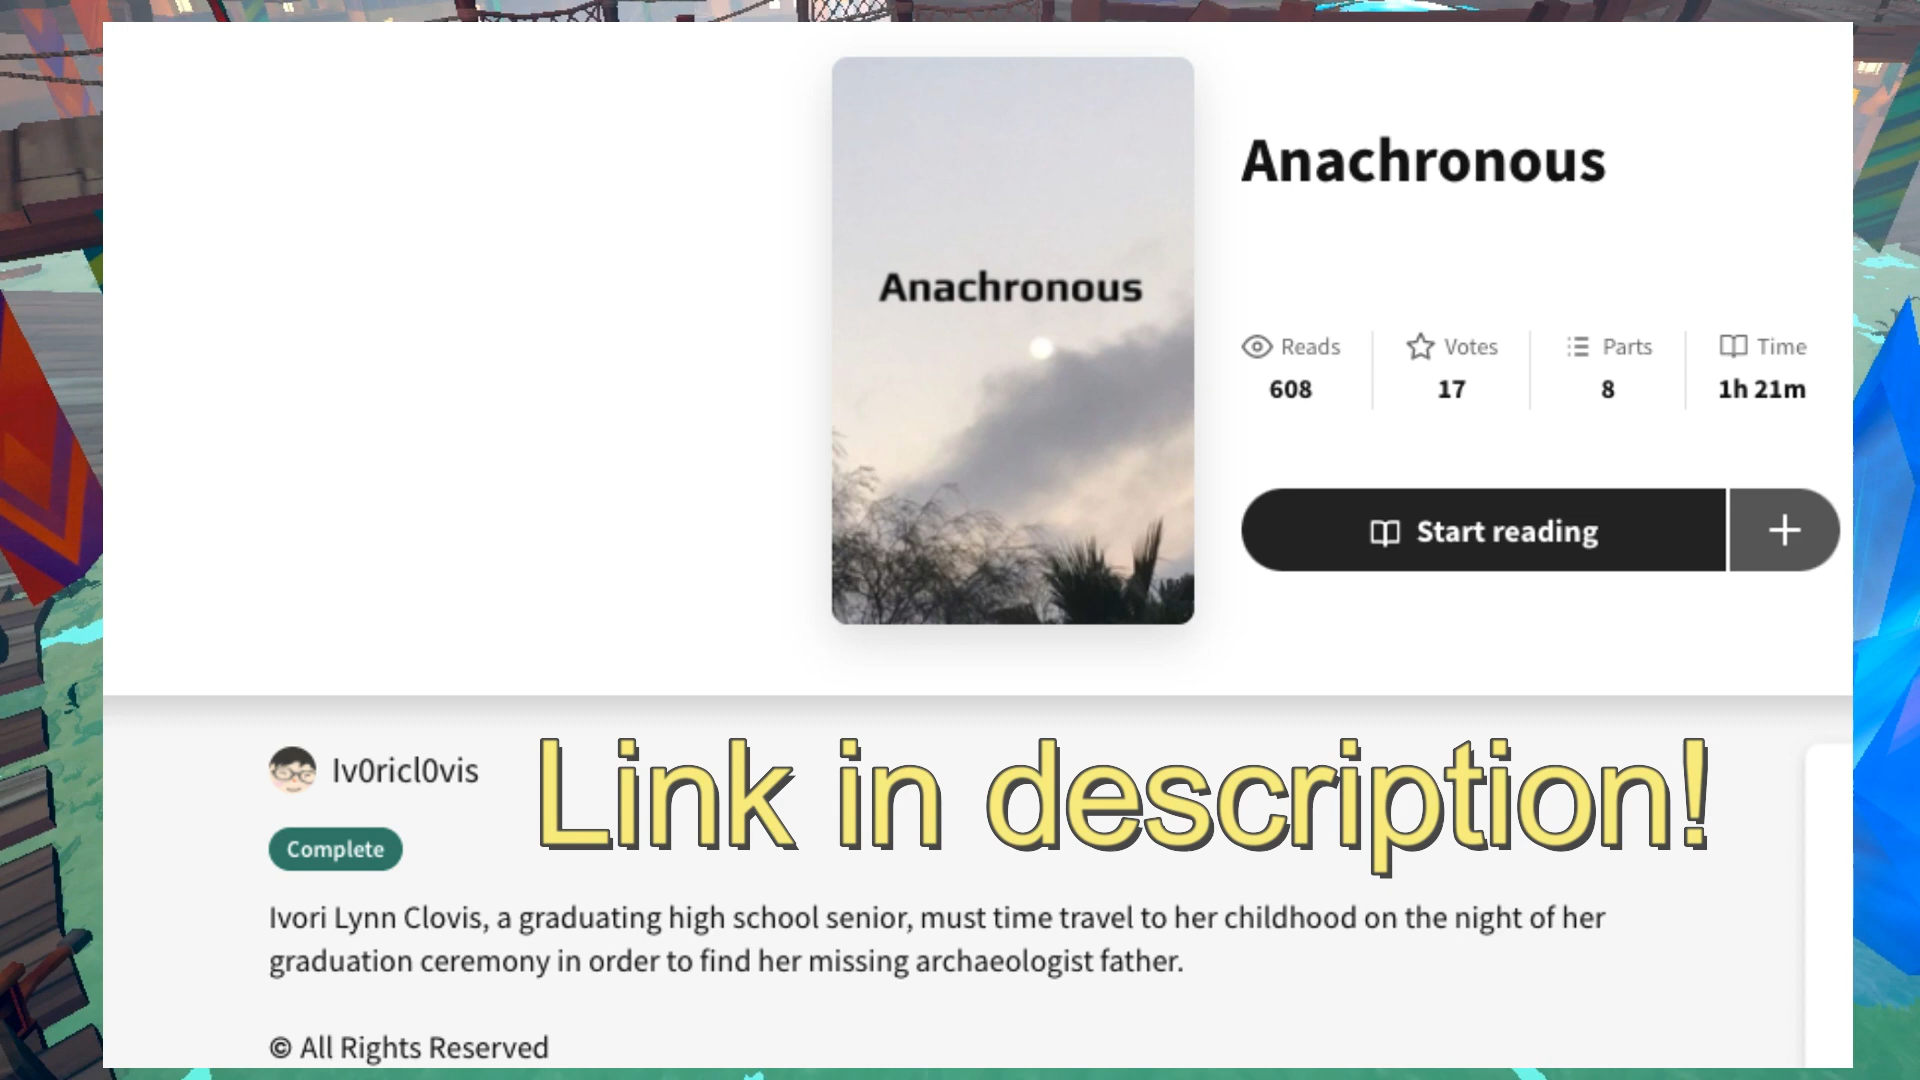 Anachronous
Anachronous
Reads
608
Votes
17
Parts
8
Time
1h 21m
Start reading
Iv0ricl0vis
Link in description!
Complete
Ivori Lynn Clovis, a graduating high school senior, must time travel to her childhood on the night of her
graduation ceremony in order to find her missing archaeologist father.
© All Rights Reserved